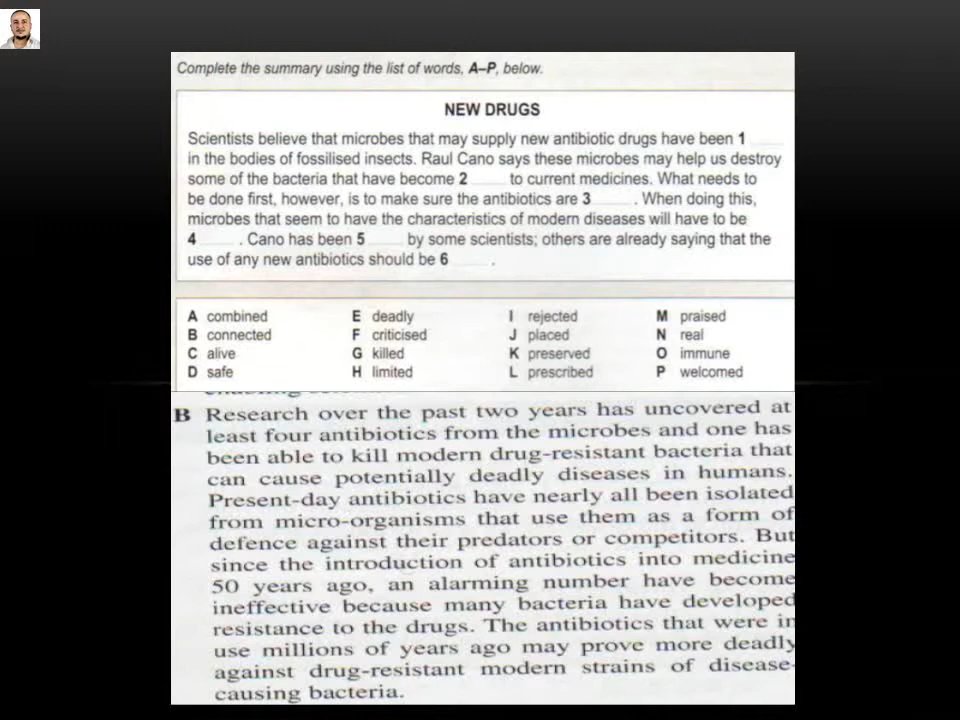 Complete the summary using the list of words, A–P, below.
NEW DRUGS
Scientists believe that microbes that may supply new antibiotic drugs have been 1
in the bodies of fossilised insects. Raul Cano says these microbes may help us destroy
some of the bacteria that have become 2 to current medicines. What needs to
be done first, however, is to make sure the antibiotics are 3 . When doing this,
microbes that seem to have the characteristics of modern diseases will have to be
4 . Cano has been 5 by some scientists; others are already saying that the
use of any new antibiotics should be 6 .
A combined E deadly I rejected M praised
B connected F criticised J placed N real
C alive G killed K preserved O immune
D safe H limited L prescribed P welcomed
B Research over the past two years has uncovered at
least four antibiotics from the microbes and one has
been able to kill modern drug-resistant bacteria that
can cause potentially deadly diseases in humans.
Present-day antibiotics have nearly all been isolated
from micro-organisms that use them as a form of
defence against their predators or competitors. But
since the introduction of antibiotics into medicine
50 years ago, an alarming number have become
ineffective because many bacteria have developed
resistance to the drugs. The antibiotics that were in
use millions of years ago may prove more deadly
against drug-resistant modern strains of disease-
causing bacteria.